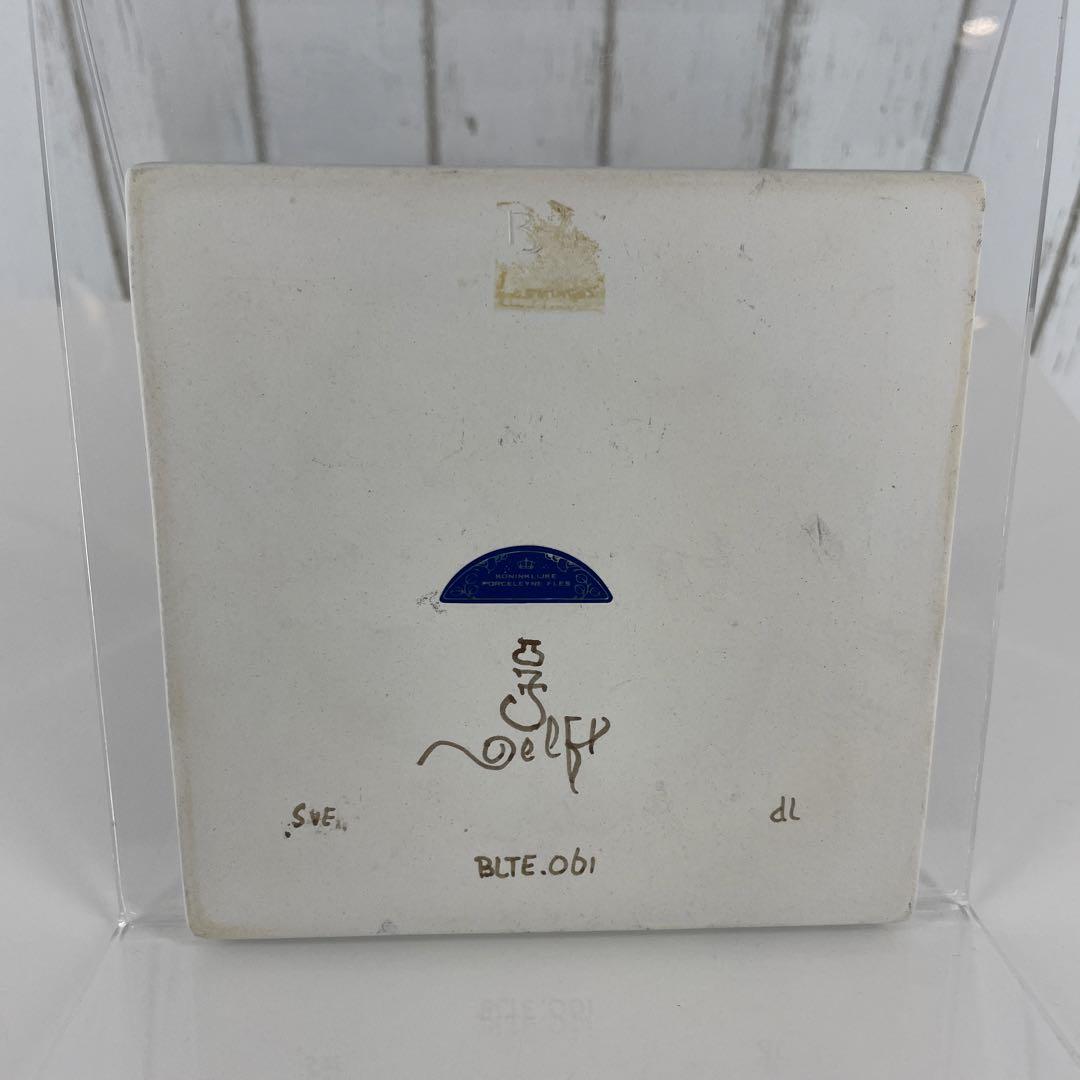 B
KONINKLIJKE
PORCELEYNE FLES
Delft
SVE
dL
BLTE.061